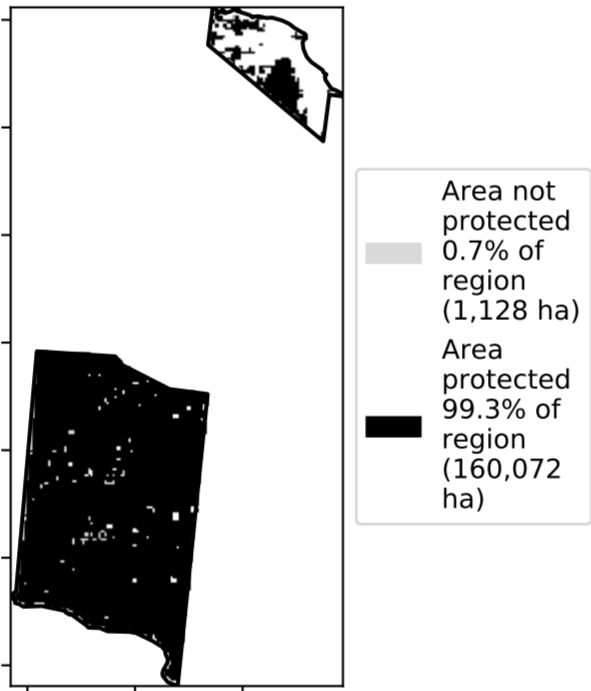 Area not
protected
0.7% of
region
(1,128 ha)
Area
protected
99.3% of
region
(160,072
ha)